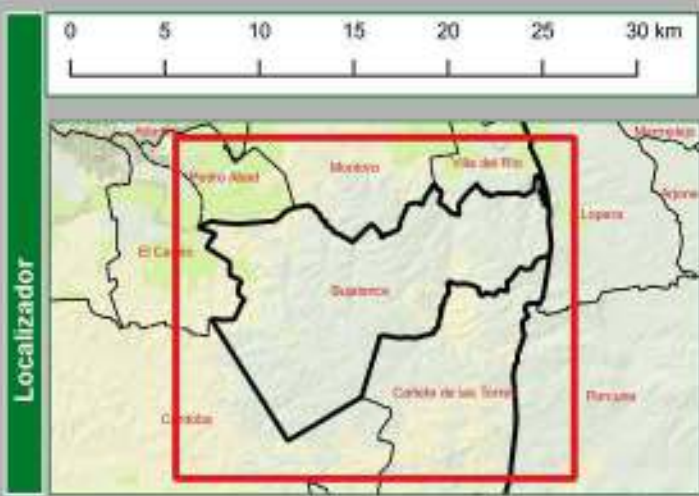 0 5 10 15 20 25 30 km
Localizador
Montoro
Villa del Río
Pedro Abad
Lopera
El Carpio
Bujalance
Cañete de las Torres
Porcuna
Córdoba